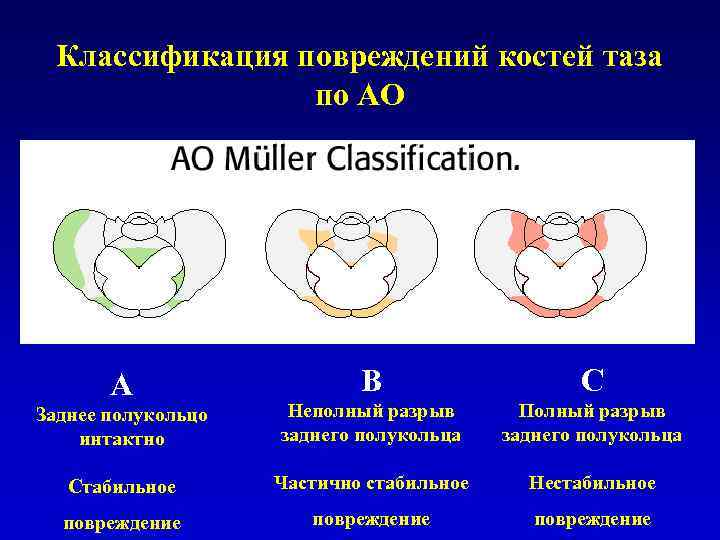 Классификация повреждений костей таза
по АО
AO Müller Classification.
А
Заднее полукольцо
интактно
Стабильное
повреждение
В
Неполный разрыв
заднего полукольца
Частично стабильное
повреждение
С
Полный разрыв
заднего полукольца
Нестабильное
повреждение